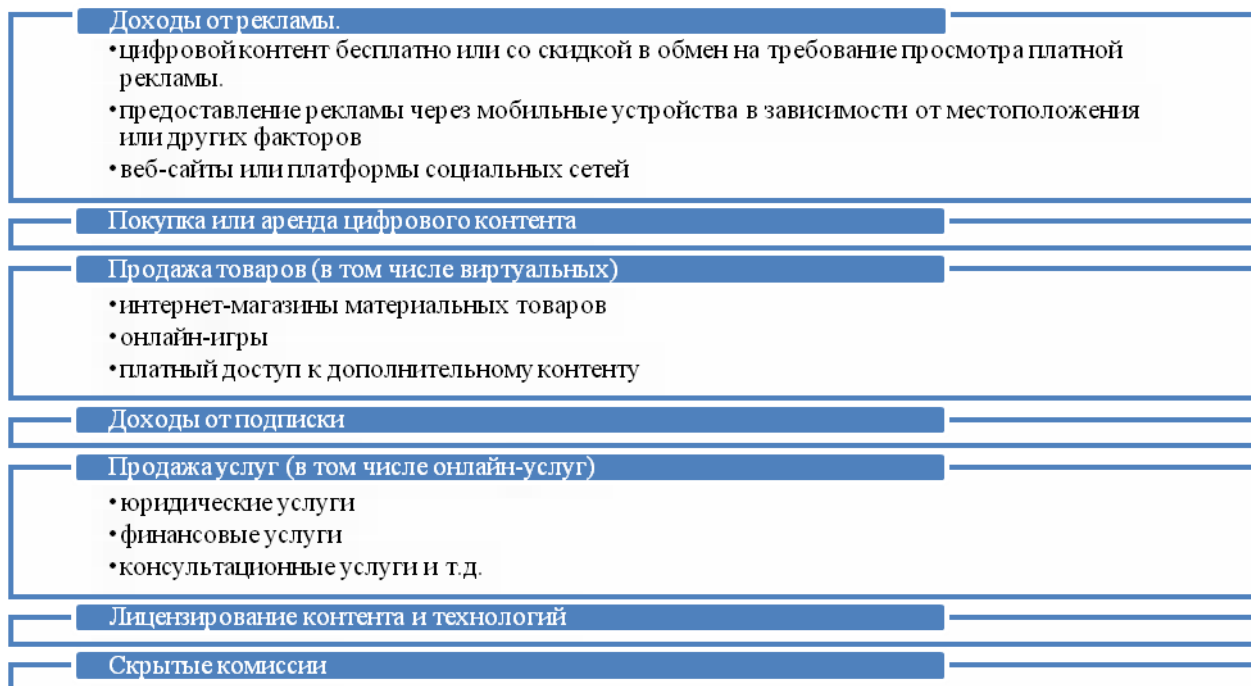 Доходы от рекламы.
•цифровой контент бесплатно или со скидкой в обмен на требование просмотра платной
рекламы.
•предоставление рекламы через мобильные устройства в зависимости от местоположения
или других факторов
•веб-сайты или платформы социальных сетей
Покупка или аренда цифрового контента
Продажа товаров (в том числе виртуальных)
•интернет-магазины материальных товаров
•онлайн-игры
•платный доступ к дополнительному контенту
Доходы от подписки
Продажа услуг (в том числе онлайн-услуг)
•юридические услуги
•финансовые услуги
•консультационные услуги и т.д.
Лицензирование контента и технологий
Скрытые комиссии